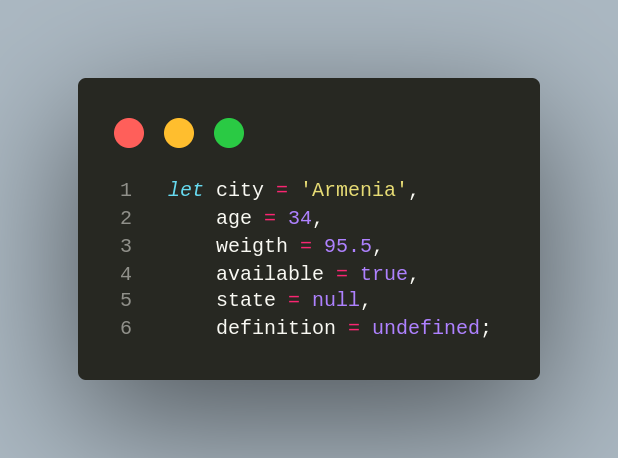 1 let city = 'Armenia',
2 age = 34,
3 weigth = 95.5,
4 available = true,
5 state = null,
6 definition = undefined;